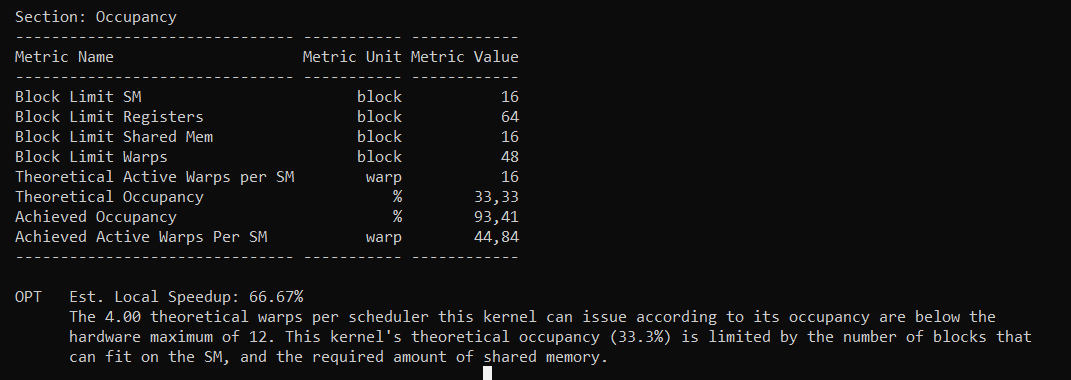 Section: Occupancy
------------------------------- ----------- ------------
Metric Name Metric Unit Metric Value
------------------------------- ----------- ------------
Block Limit SM block 16
Block Limit Registers block 64
Block Limit Shared Mem block 16
Block Limit Warps block 48
Theoretical Active Warps per SM warp 16
Theoretical Occupancy % 33,33
Achieved Occupancy % 93,41
Achieved Active Warps Per SM warp 44,84
------------------------------- ----------- ------------
OPT Est. Local Speedup: 66.67%
The 4.00 theoretical warps per scheduler this kernel can issue according to its occupancy are below the
hardware maximum of 12. This kernel's theoretical occupancy (33.3%) is limited by the number of blocks that
can fit on the SM, and the required amount of shared memory.